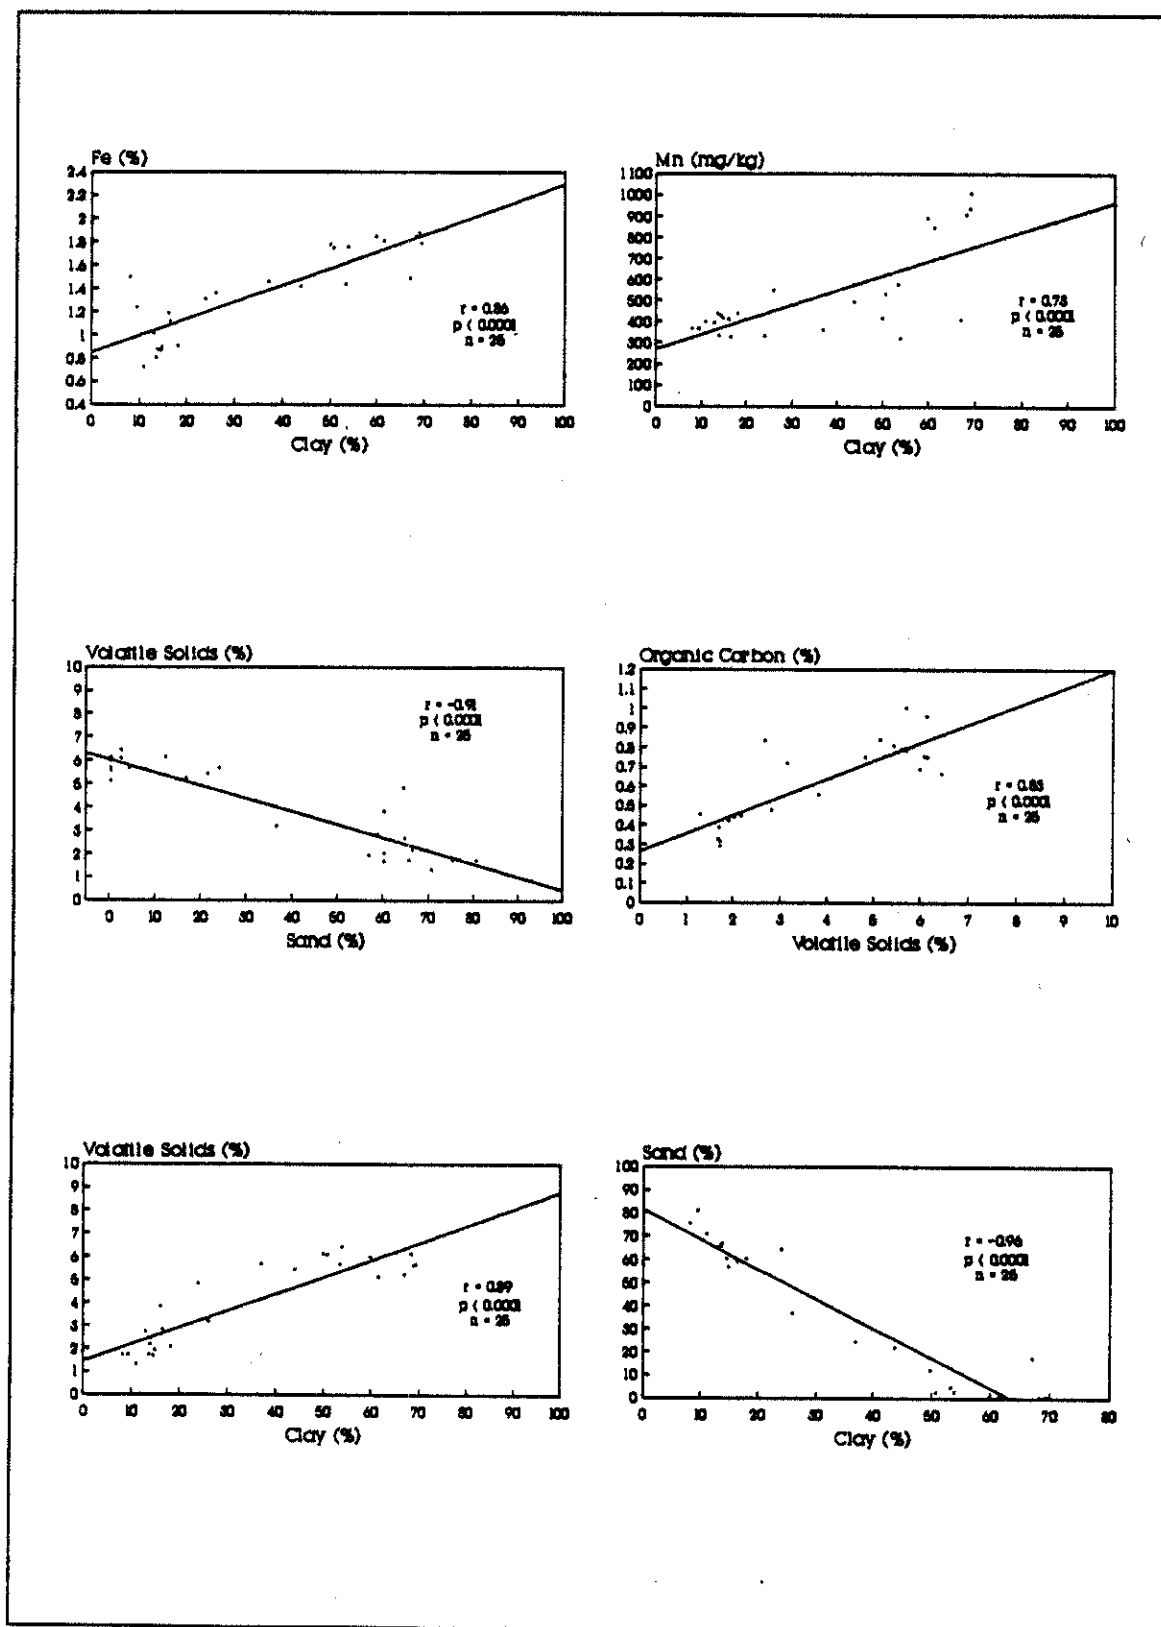 Fe (%)
2.4
2.2
2
1.8
1.6
1.4
1.2
1
0.8
0.6
0.4
r = 0.86
p < 0.0001
n = 25
0 10 20 30 40 50 60 70 80 90 100
Clay (%)
Mn (mg/kg)
1100
1000
900
800
700
600
500
400
300
200
100
0
r = 0.73
p < 0.0001
n = 25
0 10 20 30 40 50 60 70 80 90 100
Clay (%)
Volatile Solids (%)
10
9
8
7
6
5
4
3
2
1
0
r = -0.91
p < 0.0001
n = 25
0 10 20 30 40 50 60 70 80 90 100
Sand (%)
Organic Carbon (%)
1.2
1.1
1
0.9
0.8
0.7
0.6
0.5
0.4
0.3
0.2
0.1
0
r = 0.85
p < 0.0001
n = 25
0 1 2 3 4 5 6 7 8 9 10
Volatile Solids (%)
Volatile Solids (%)
10
9
8
7
6
5
4
3
2
1
0
r = 0.89
p < 0.0001
n = 25
0 10 20 30 40 50 60 70 80 90 100
Clay (%)
Sand (%)
100
90
80
70
60
50
40
30
20
10
0
r = -0.96
p < 0.0001
n = 25
0 10 20 30 40 50 60 70 80
Clay (%)